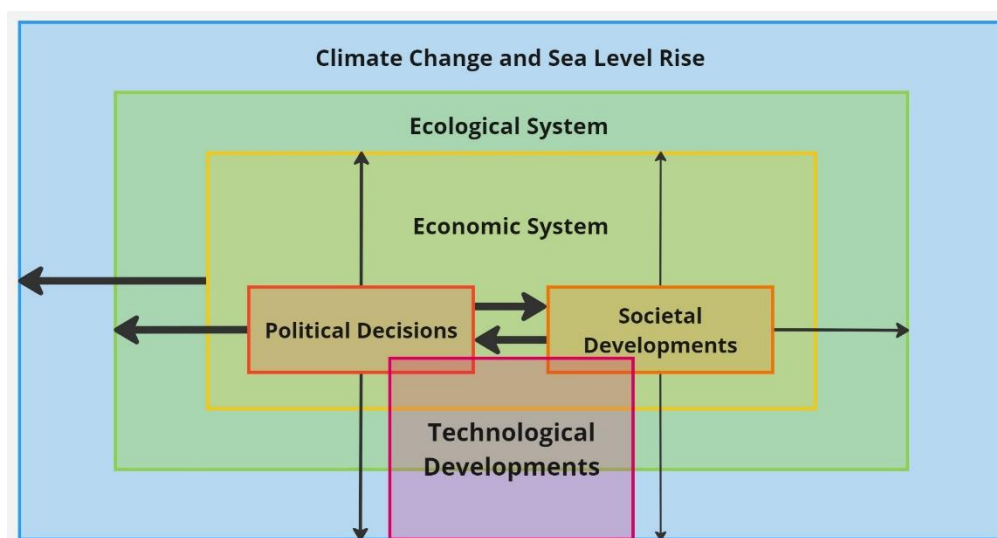 Climate Change and Sea Level Rise
Ecological System
Economic System
Political Decisions
Societal
Developments
Technological
Developments